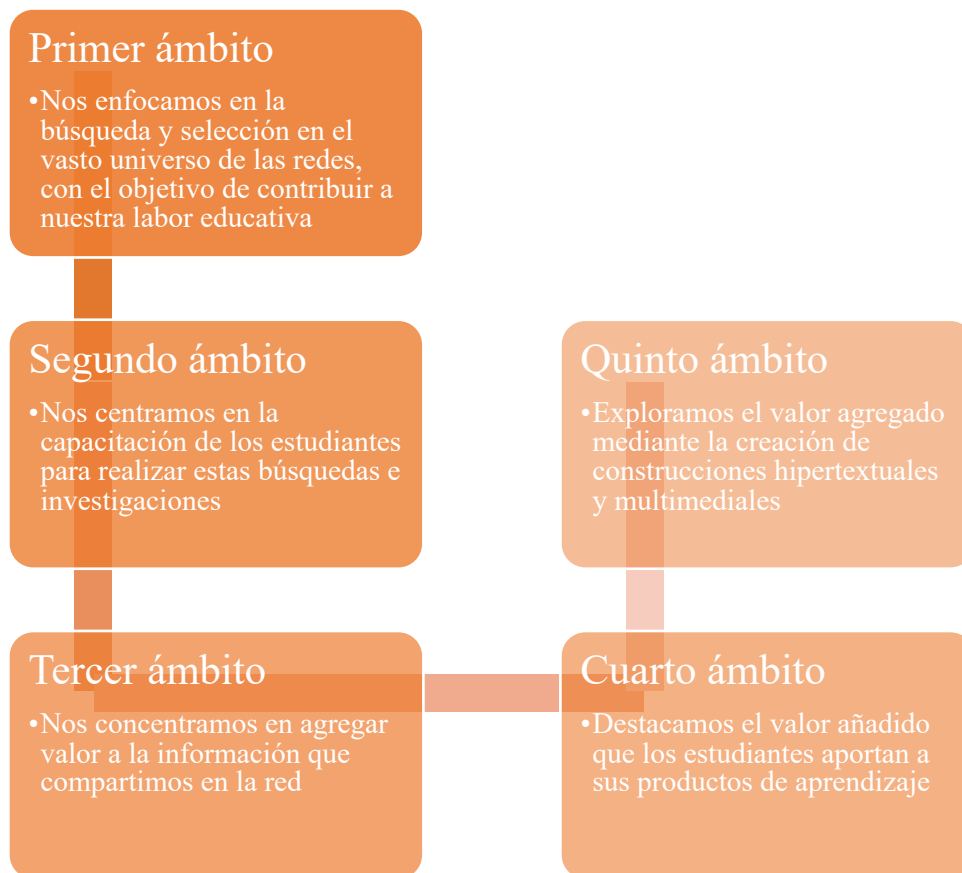 Primer ámbito
•Nos enfocamos en la
búsqueda y selección en el
vasto universo de las redes,
con el objetivo de contribuir a
nuestra labor educativa
Segundo ámbito
•Nos centramos en la
capacitación de los estudiantes
para realizar estas búsquedas e
investigaciones
Tercer ámbito
•Nos concentramos en agregar
valor a la información que
compartimos en la red
Cuarto ámbito
•Destacamos el valor añadido
que los estudiantes aportan a
sus productos de aprendizaje
Quinto ámbito
•Exploramos el valor agregado
mediante la creación de
construcciones hipertextuales
y multimediales